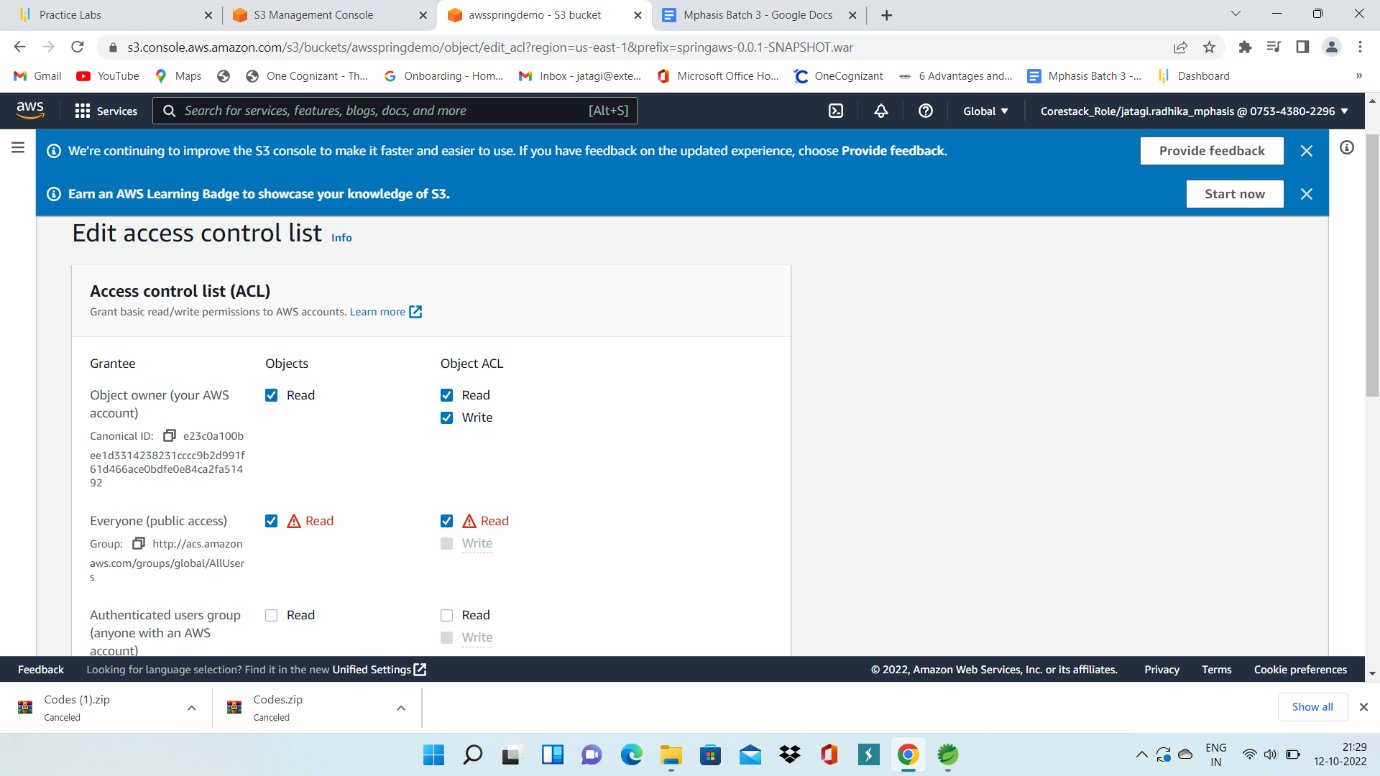 Practice Labs
S3 Management Console
awsspringdemo - S3 bucket
Mphasis Batch 3 - Google Docs
s3.console.aws.amazon.com/s3/buckets/awsspringdemo/object/edit_acl?region=us-east-1&prefix=springaws-0.0.1-SNAPSHOT.war
Gmail
YouTube
Maps
One Cognizant - Th...
Onboarding - Hom...
Inbox - jatagi@exte...
Microsoft Office Ho...
OneCognizant
6 Advantages and...
Mphasis Batch 3 -...
Dashboard
»
aws
Services
Search for services, features, blogs, docs, and more
[Alt+S]
Global
Corestack_Role/jatagi.radhika_mphasis @ 0753-4380-2296
We're continuing to improve the S3 console to make it faster and easier to use. If you have feedback on the updated experience, choose Provide feedback.
Provide feedback
Earn an AWS Learning Badge to showcase your knowledge of S3.
Start now
Edit access control list Info
Access control list (ACL)
Grant basic read/write permissions to AWS accounts. Learn more
Grantee
Objects
Object ACL
Object owner (your AWS
account)
Canonical ID: e23c0a100b
ee1d3314238231cccc9b2d991f
61d466ace0bdfe0e84ca2fa514
92
Read
Read
Write
Everyone (public access)
Group: http://acs.amazon
aws.com/groups/global/AllUser
s
Read
Read
Write
Authenticated users group
(anyone with an AWS
account)
Read
Read
Write
Feedback
Looking for language selection? Find it in the new Unified Settings
© 2022, Amazon Web Services, Inc. or its affiliates.
Privacy
Terms
Cookie preferences
Codes (1).zip
Canceled
Codes.zip
Canceled
Show all
ENG
IN
21:29
12-10-2022